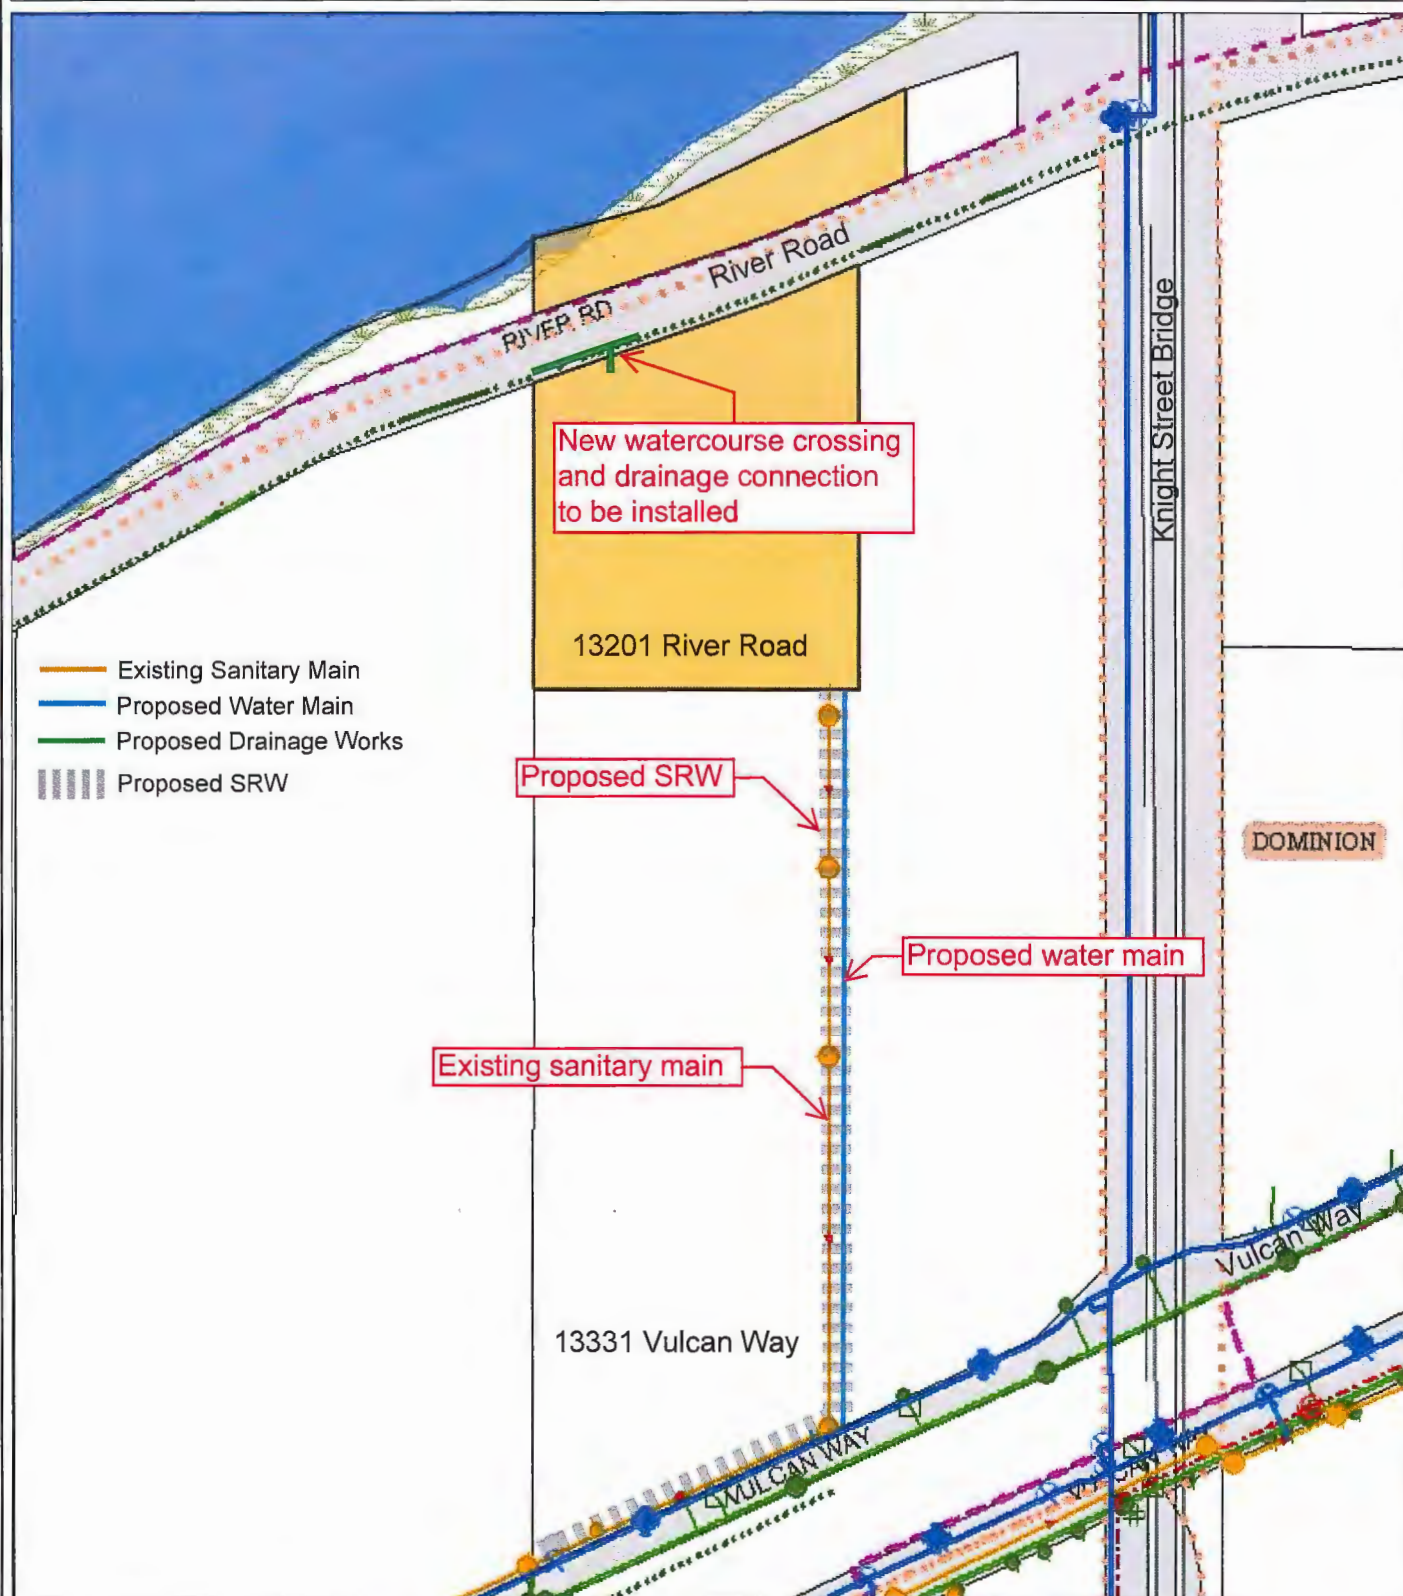 River Road
RIVER RD
Knight Street Bridge
New watercourse crossing
and drainage connection
to be installed
13201 River Road
Existing Sanitary Main
Proposed Water Main
Proposed Drainage Works
Proposed SRW
Proposed SRW
DOMINION
Proposed water main
Existing sanitary main
Vulcan Way
13331 Vulcan Way
VULCAN WAY